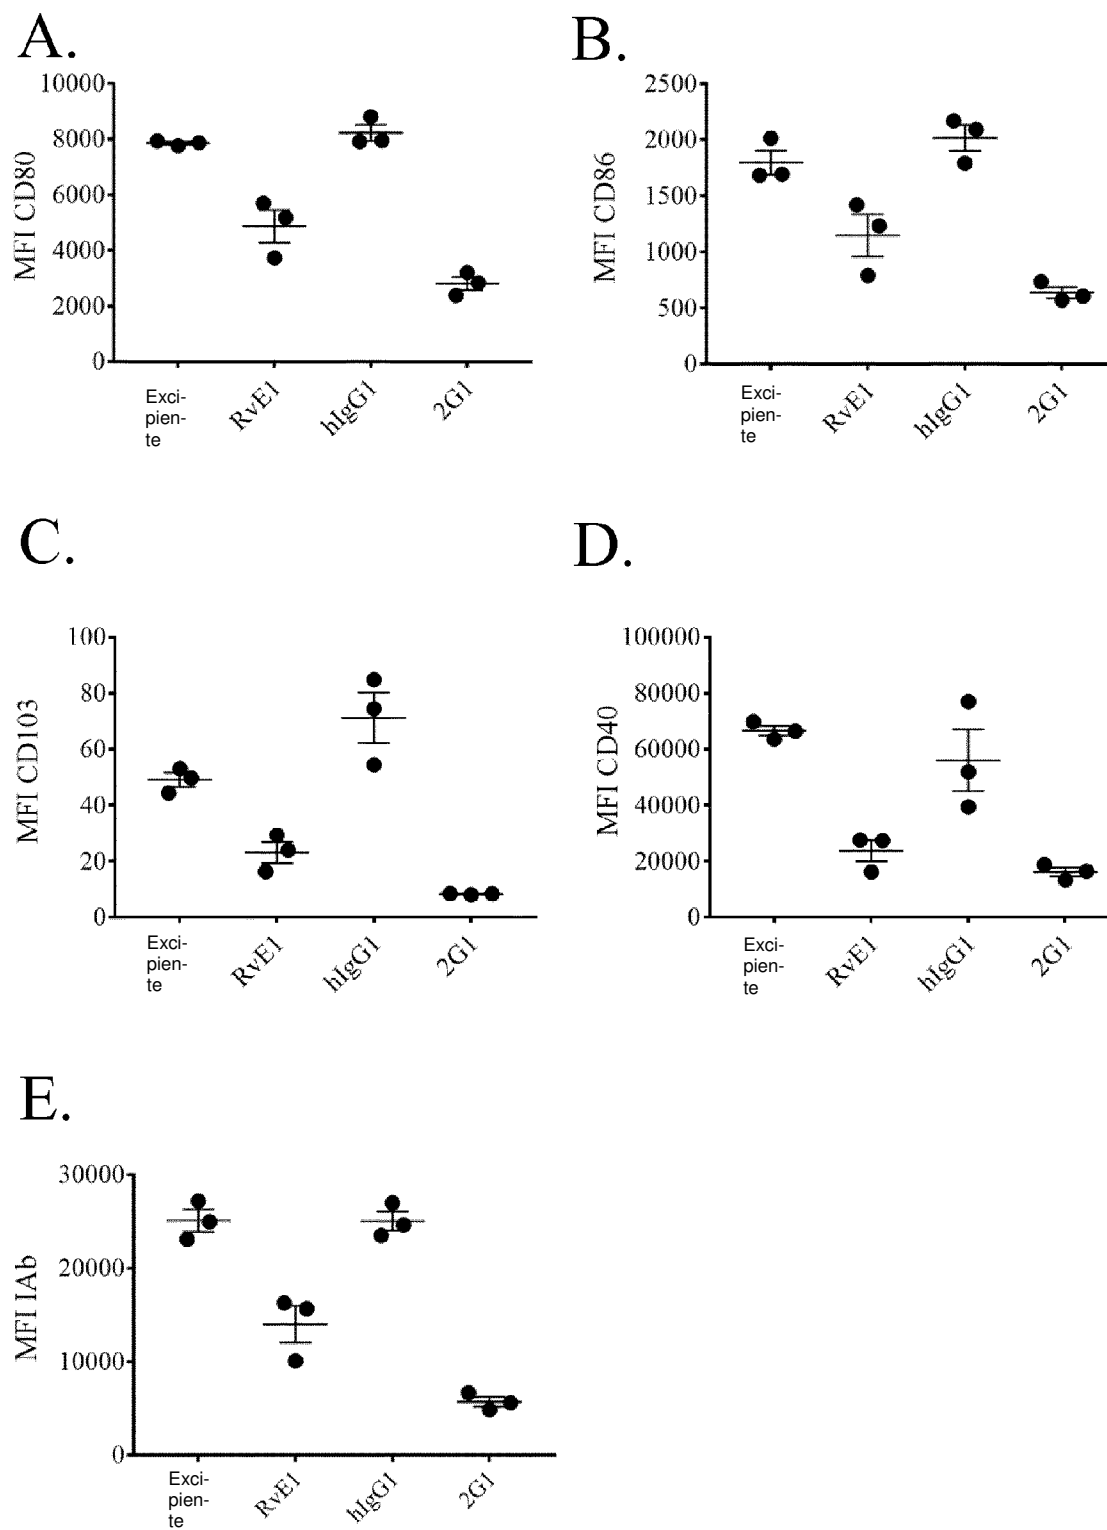 A.
10000
8000
6000
4000
2000
0
MFI CD80
Exci-
pien-
te
RvE1
hIgG1
2G1
B.
2500
2000
1500
1000
500
0
MFI CD86
Exci-
pien-
te
RvE1
hIgG1
2G1
C.
100
80
60
40
20
0
MFI CD103
Exci-
pien-
te
RvE1
hIgG1
2G1
D.
100000
80000
60000
40000
20000
0
MFI CD40
Exci-
pien-
te
RvE1
hIgG1
2G1
E.
30000
20000
10000
0
MFI IAb
Exci-
pien-
te
RvE1
hIgG1
2G1